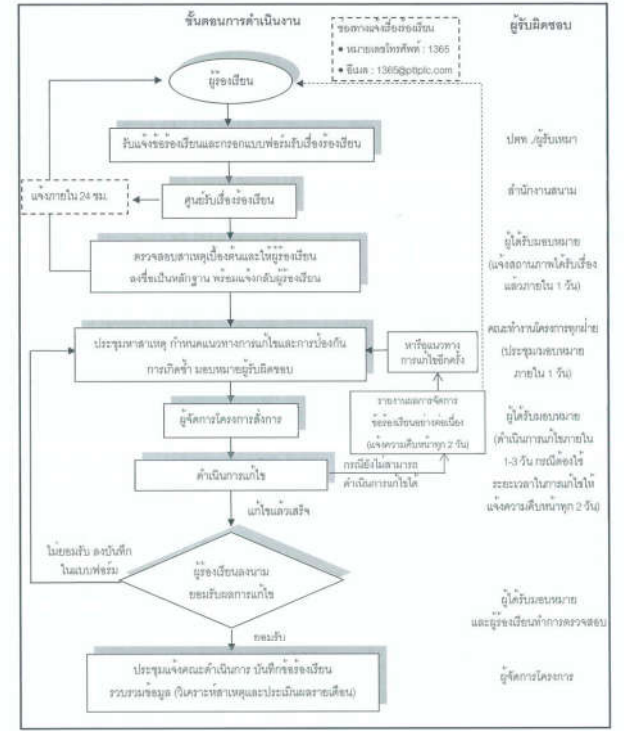 ขั้นตอนการดำเนินงาน
ผู้รับผิดชอบ
ช่องทางแจ้งเรื่องร้องเรียน
• หมายเลขโทรศัพท์ : 1365
• อีเมล : 1365@pttplc.com
ผู้ร้องเรียน
รับแจ้งข้อร้องเรียนและกรอกแบบฟอร์มรับเรื่องร้องเรียน
ปตท ./ผู้รับเหมา
แจ้งภายใน 24 ชม.
ศูนย์รับเรื่องร้องเรียน
สำนักงานสนาม
ตรวจสอบสาเหตุเบื้องต้นและให้ผู้ร้องเรียน
ลงชื่อเป็นหลักฐาน พร้อมแจ้งกลับผู้ร้องเรียน
ผู้ได้รับมอบหมาย
(แจ้งสถานภาพได้รับเรื่อง
แล้วภายใน 1 วัน)
ประชุมหาสาเหตุ กำหนดแนวทางการแก้ไขและการป้องกัน
การเกิดซ้ำ มอบหมายผู้รับผิดชอบ
หารือแนวทาง
การแก้ไขอีกครั้ง
คณะทำงานโครงการทุกฝ่าย
(ประชุม/มอบหมาย
ภายใน 1 วัน)
ผู้จัดการโครงการสั่งการ
รายงานผลการจัดการ
ข้อร้องเรียนอย่างต่อเนื่อง
(แจ้งความคืบหน้าทุก 2 วัน)
ผู้ได้รับมอบหมาย
(ดำเนินการแก้ไขภายใน
1-3 วัน กรณีต้องใช้
ระยะเวลาในการแก้ไขให้
แจ้งความคืบหน้าทุก 2 วัน)
ดำเนินการแก้ไข
กรณียังไม่สามารถ
ดำเนินการแก้ไขได้
แก้ไขแล้วเสร็จ
ไม่ยอมรับ ลงบันทึก
ในแบบฟอร์ม
ผู้ร้องเรียนลงนาม
ยอมรับผลการแก้ไข
ผู้ได้รับมอบหมาย
และผู้ร้องเรียนทำการตรวจสอบ
ยอมรับ
ประชุมแจ้งคณะดำเนินการ บันทึกข้อร้องเรียน
รวบรวมข้อมูล (วิเคราะห์สาเหตุและประเมินผลรายเดือน)
ผู้จัดการโครงการ